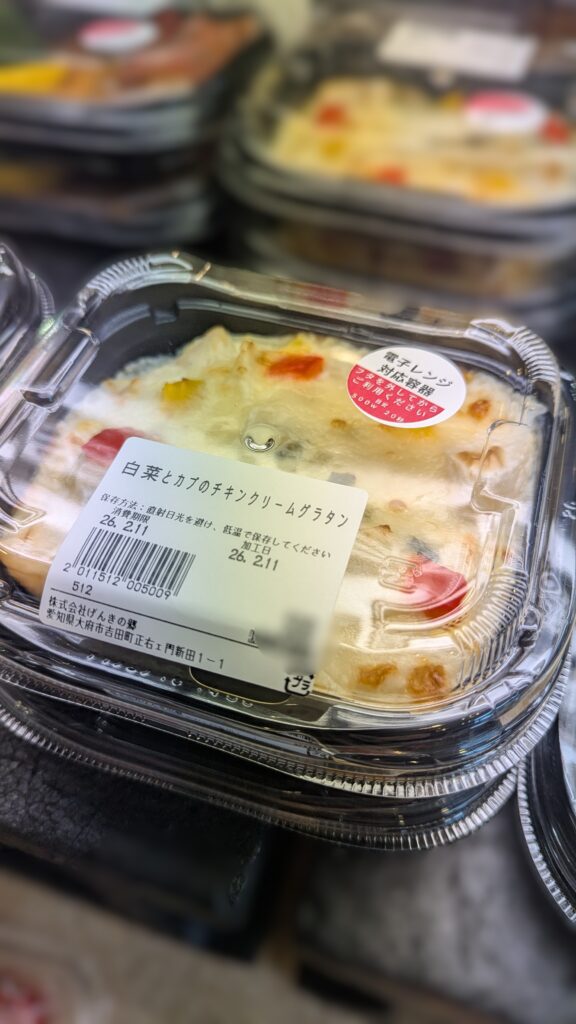 電子レンジ
対応容器
フタを外してから
ご利用ください
500W 20秒
白菜とカブのチキンクリームグラタン
保存方法：直射日光を避け、低温で保存してください
消費期限 加工日
26. 2.11 26. 2.11
2 011512 005009
512
株式会社げんきの郷
愛知県大府市吉田町正右ェ門新田1-1
プラ